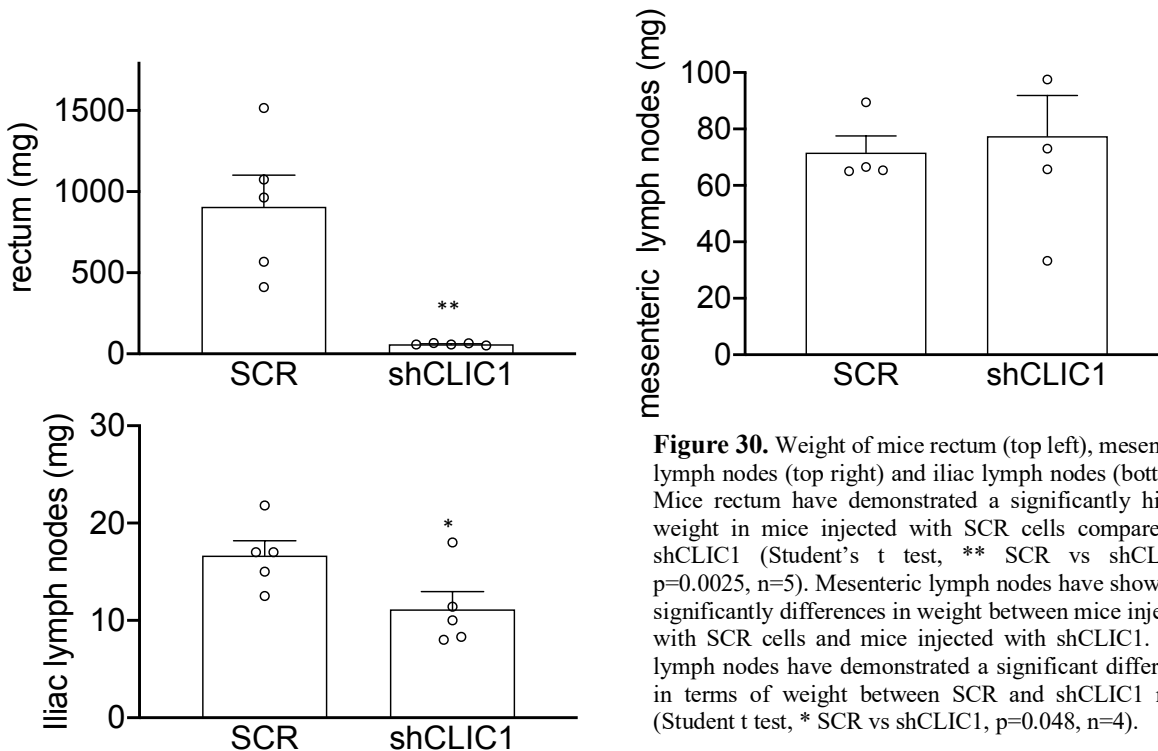 rectum (mg)
1500
1000
500
0
**
SCR shCLIC1
mesenteric lymph nodes (mg)
100
80
60
40
20
0
SCR shCLIC1
Iliac lymph nodes (mg)
30
20
10
0
*
SCR shCLIC1
Figure 30. Weight of mice rectum (top left), mesen
lymph nodes (top right) and iliac lymph nodes (bott
Mice rectum have demonstrated a significantly hi
weight in mice injected with SCR cells compare
shCLIC1 (Student’s t test, ** SCR vs shCL
p=0.0025, n=5). Mesenteric lymph nodes have show
significantly differences in weight between mice inje
with SCR cells and mice injected with shCLIC1.
lymph nodes have demonstrated a significant differ
in terms of weight between SCR and shCLIC1
(Student t test, * SCR vs shCLIC1, p=0.048, n=4).